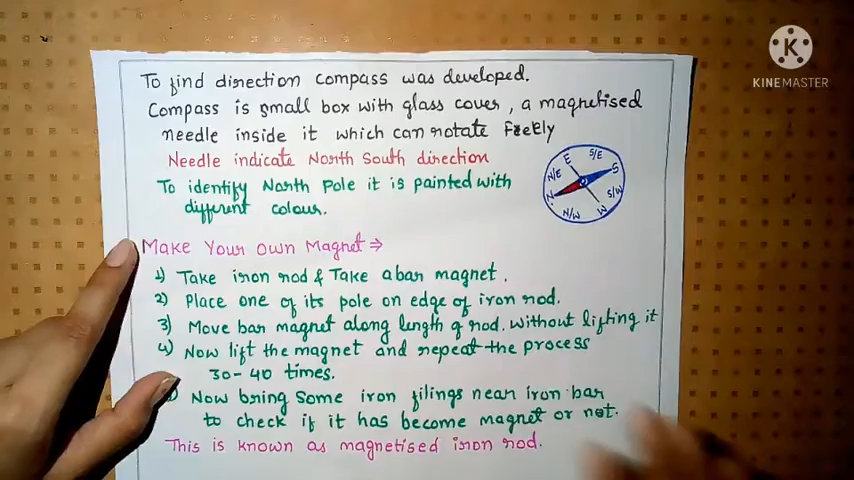 To find direction compass was developed.
Compass is small box with glass cover, a magnetised
needle inside it which can rotate Freely
Needle indicate North South direction
To identify North pole it is painted with
different colour.
N/E E S/E
N S
N/W W S/W
Make Your Own Magnet ⇒
1) Take iron rod & Take a bar magnet.
2) Place one of its pole on edge of iron rod.
3) Move bar magnet along length of rod. without lifting it
4) Now lift the magnet and repeat the process
30-40 times.
) Now bring some iron filings near iron bar
to check if it has become magnet or not.
This is known as magnetised iron rod.
K
KINEMASTER